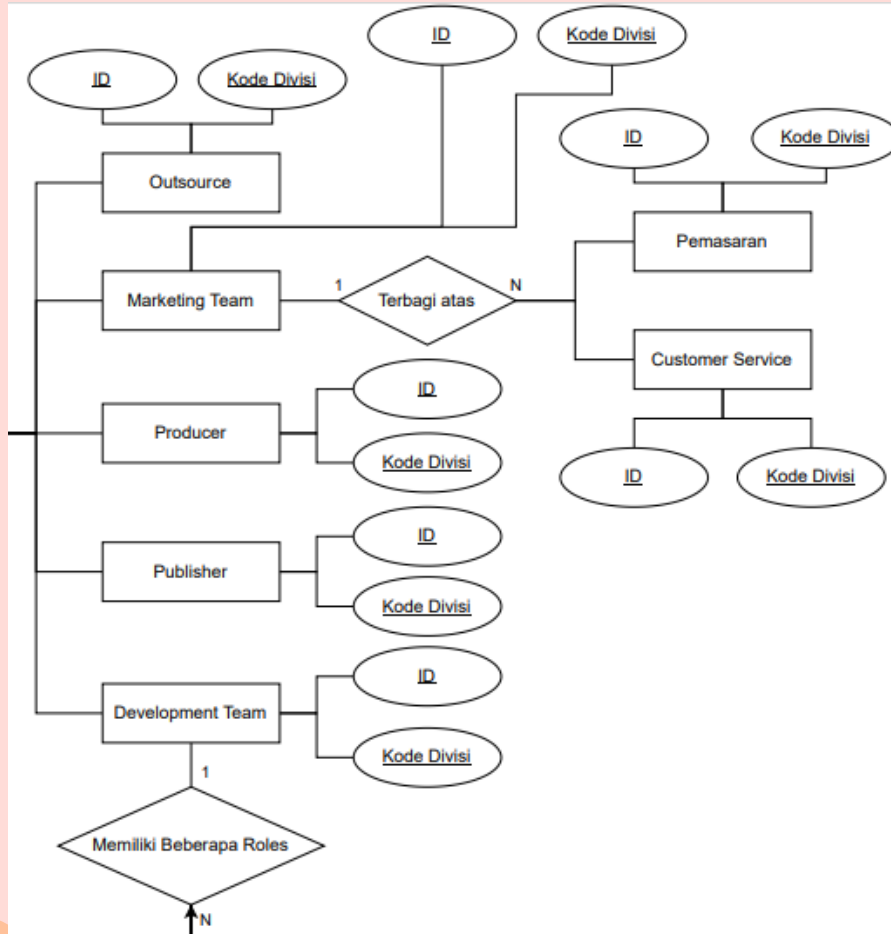 ID
Kode Divisi
ID
Kode Divisi
ID
Kode Divisi
Outsource
Pemasaran
Marketing Team
1
Terbagi atas
N
Customer Service
ID
Producer
Kode Divisi
ID
Kode Divisi
ID
Publisher
Kode Divisi
ID
Development Team
Kode Divisi
1
Memiliki Beberapa Roles
N